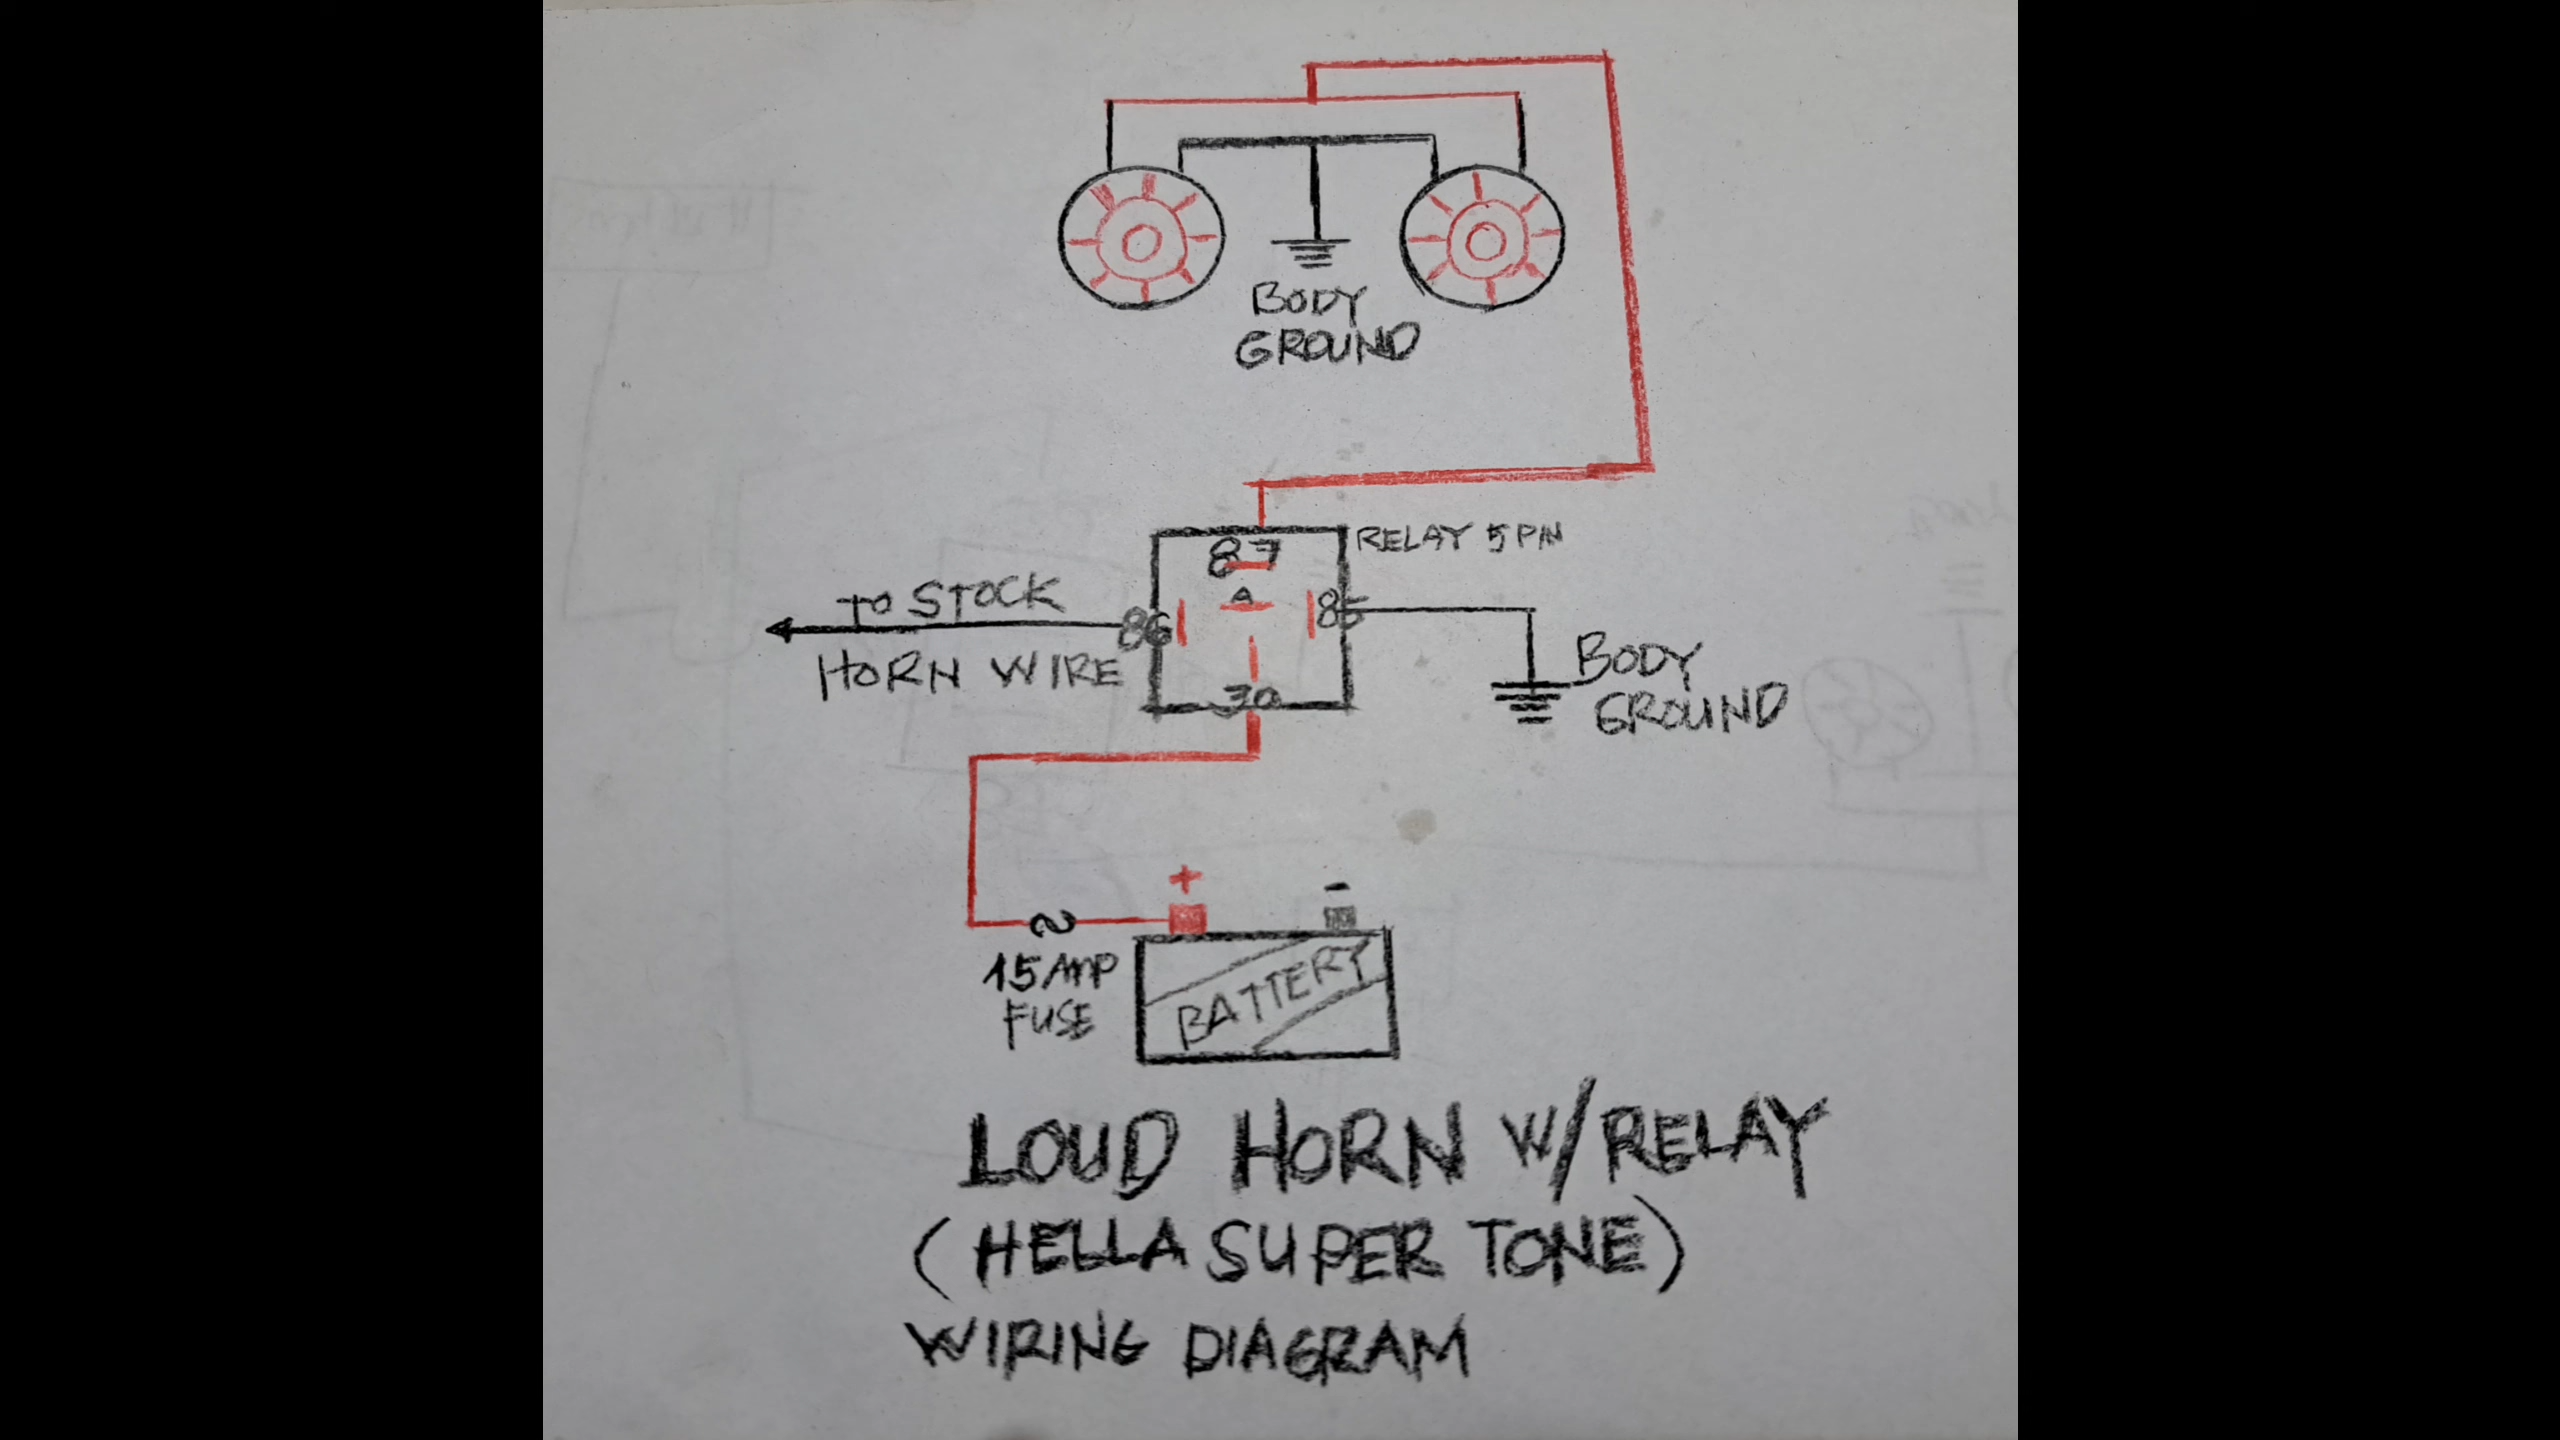 BODY
GROUND
RELAY 5 PIN
87
A
86
85
30
TO STOCK
HORN WIRE
BODY
GROUND
+
-
15 AMP
FUSE
BATTERY
LOUD HORN W/RELAY
(HELLA SUPER TONE)
WIRING DIAGRAM